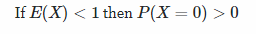 If E(X) < 1 then P(X = 0) > 0